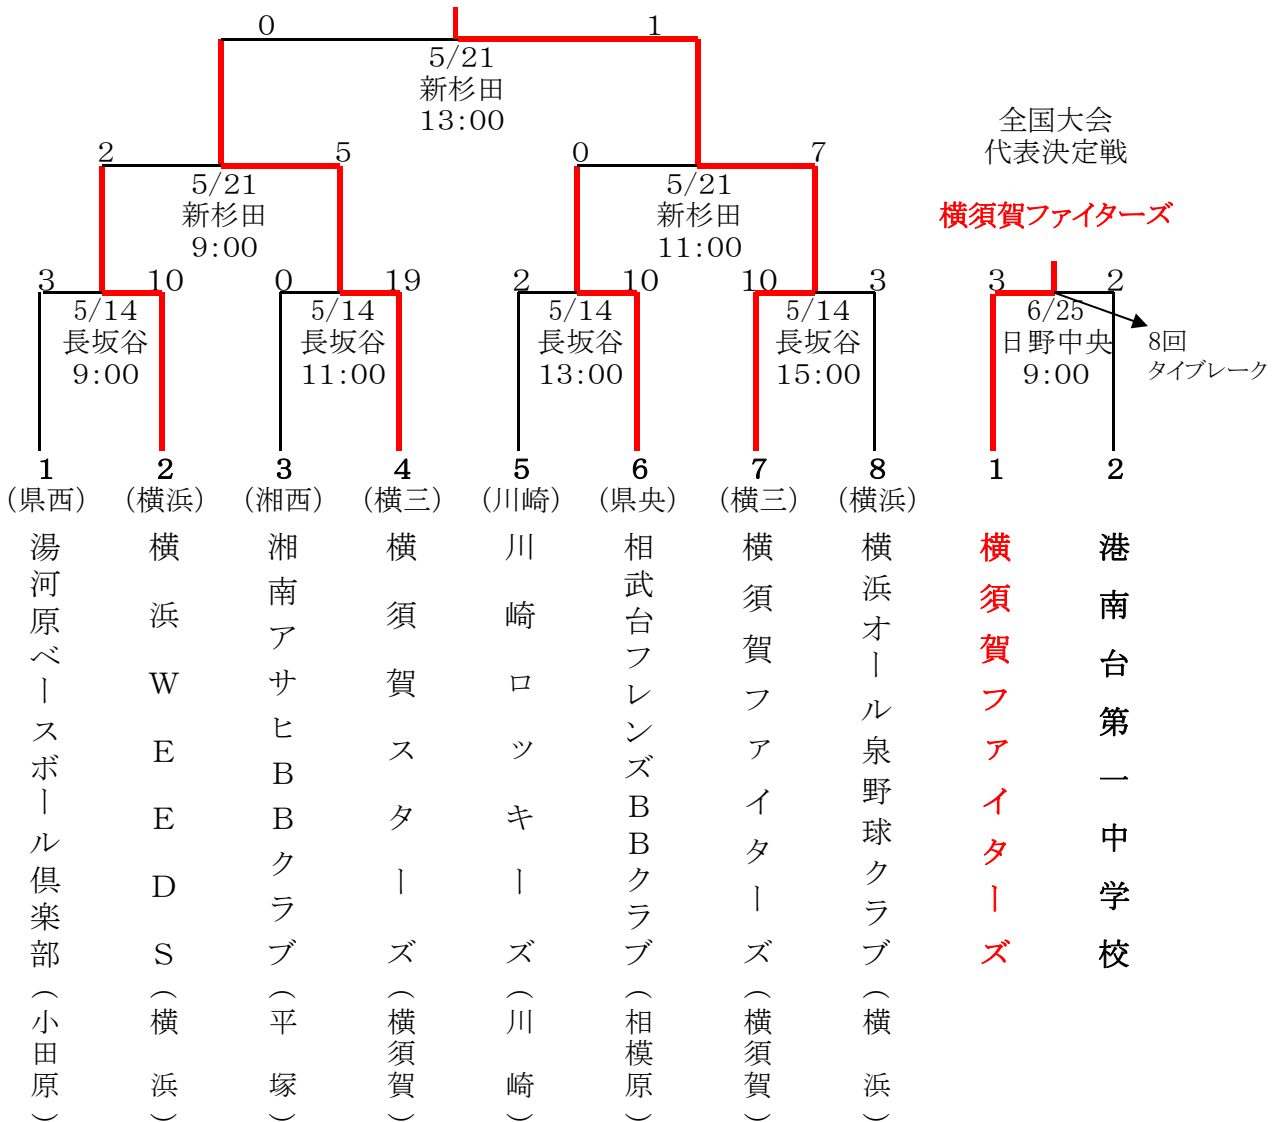 0
1
5/21
新杉田
13:00
全国大会
代表決定戦
横須賀ファイターズ
2
5
5/21
新杉田
9:00
0
7
5/21
新杉田
11:00
3
10
5/14
長坂谷
9:00
0
19
5/14
長坂谷
11:00
2
10
5/14
長坂谷
13:00
10
3
5/14
長坂谷
15:00
3
2
6/25
日野中央
9:00
8回
タイブレーク
1
(県西)
湯河原ベースボール倶楽部(小田原)
2
(横浜)
横浜WEEDS(横浜)
3
(湘西)
湘南アサヒBBクラブ(平塚)
4
(横三)
横須賀スターズ(横須賀)
5
(川崎)
川崎ロッキーズ(川崎)
6
(県央)
相武台フレンズBBクラブ(相模原)
7
(横三)
横須賀ファイターズ(横須賀)
8
(横浜)
横浜オール泉野球クラブ(横浜)
1
横須賀ファイターズ
2
港南台第一中学校